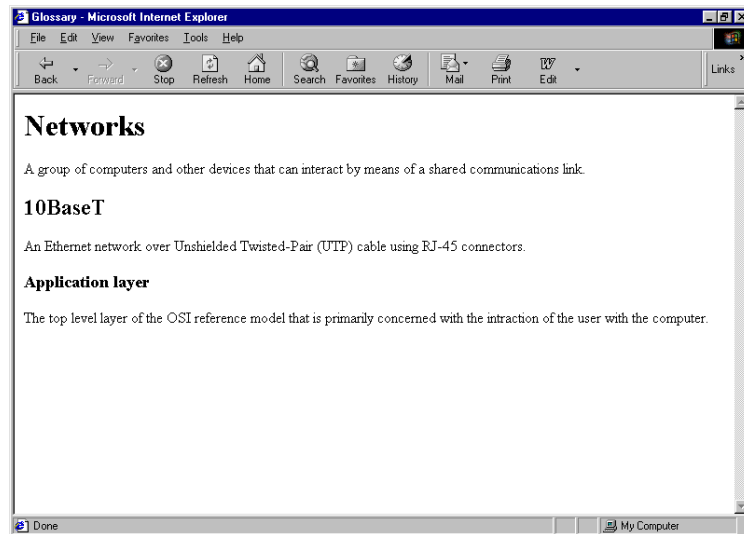 Glossary - Microsoft Internet Explorer
File Edit View Favorites Tools Help
Back Forward Stop Refresh Home Search Favorites History Mail Print Edit Links
Networks
A group of computers and other devices that can interact by means of a shared communications link.
10BaseT
An Ethernet network over Unshielded Twisted-Pair (UTP) cable using RJ-45 connectors.
Application layer
The top level layer of the OSI reference model that is primarily concerned with the intraction of the user with the computer.
Done My Computer